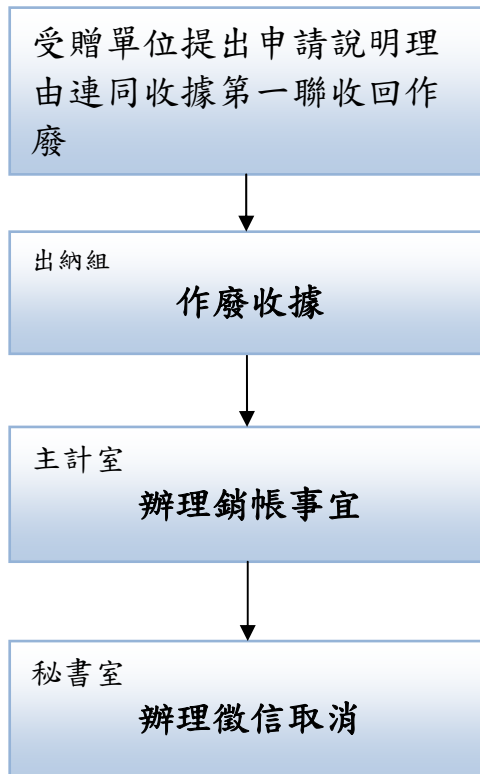 受贈單位提出申請說明理
由連同收據第一聯收回作
廢
出納組
作廢收據
主計室
辦理銷帳事宜
秘書室
辦理徵信取消